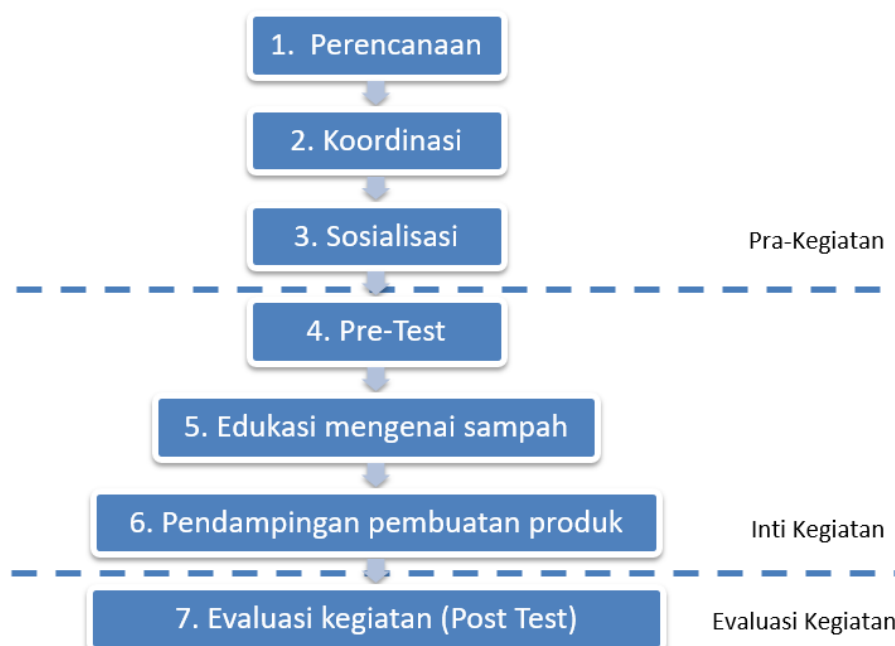 1. Perencanaan
2. Koordinasi
3. Sosialisasi
Pra-Kegiatan
4. Pre-Test
5. Edukasi mengenai sampah
6. Pendampingan pembuatan produk
Inti Kegiatan
7. Evaluasi kegiatan (Post Test)
Evaluasi Kegiatan